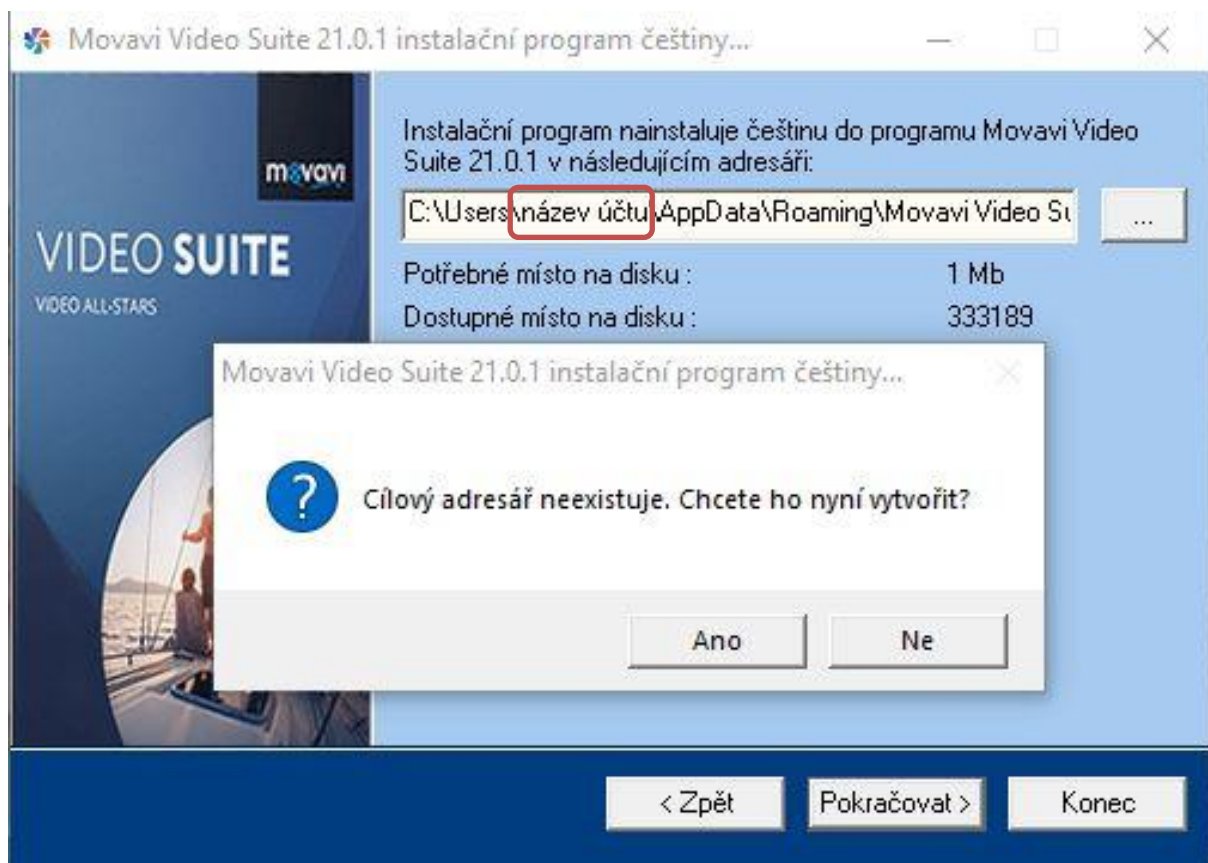 Movavi Video Suite 21.0.1 instalační program češtiny...
movavi
VIDEO SUITE
VIDEO ALL-STARS
Instalační program nainstaluje češtinu do programu Movavi Video
Suite 21.0.1 v následujícím adresáři:
C:\Users\název účtu\AppData\Roaming\Movavi Video Su
...
Potřebné místo na disku : 1 Mb
Dostupné místo na disku : 333189
Movavi Video Suite 21.0.1 instalační program češtiny...
Cílový adresář neexistuje. Chcete ho nyní vytvořit?
Ano Ne
< Zpět Pokračovat > Konec